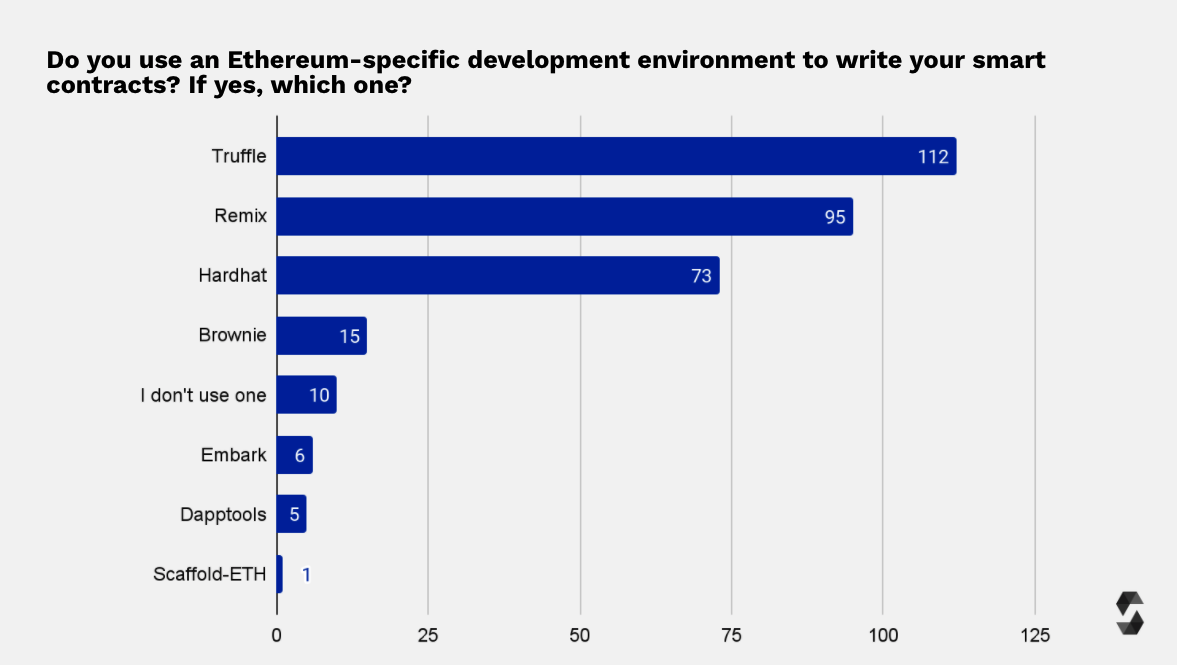 Do you use an Ethereum-specific development environment to write your smart
contracts? If yes, which one?
Truffle 112
Remix 95
Hardhat 73
Brownie 15
I don't use one 10
Embark 6
Dapptools 5
Scaffold-ETH 1
0 25 50 75 100 125